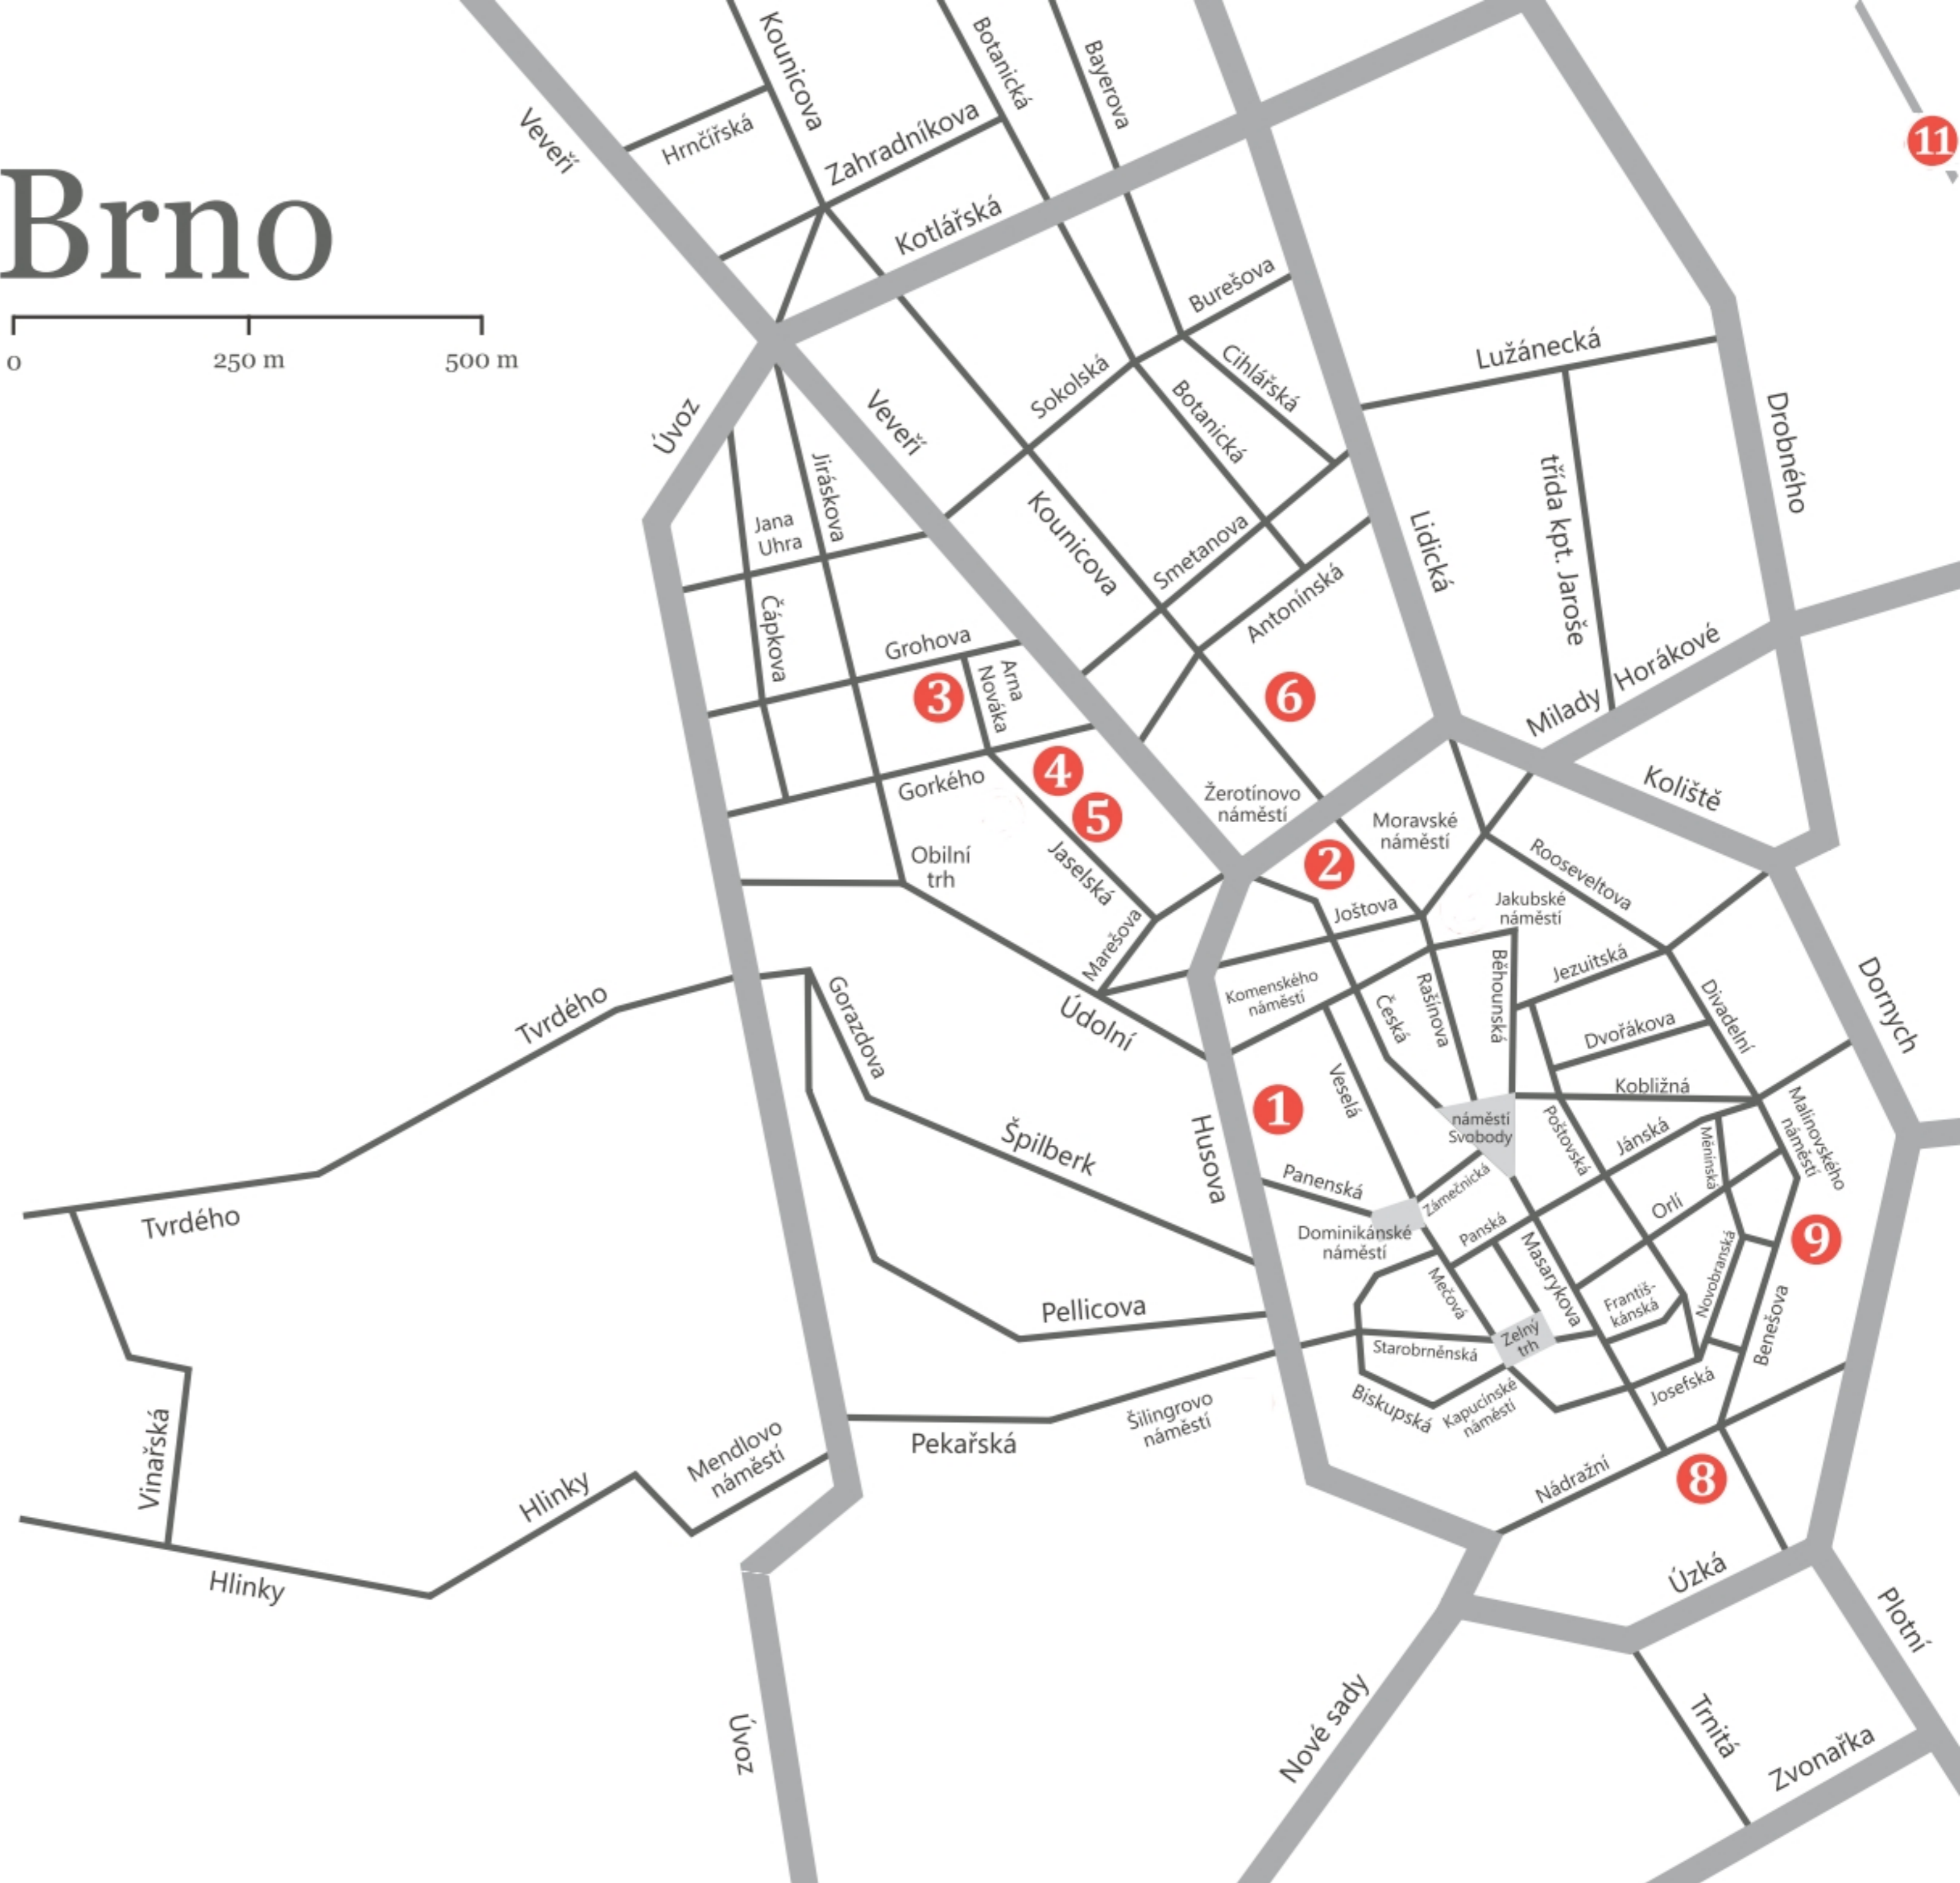 Brno
0
250 m
500 m
Veveří
Kounicova
Botanická
Bayerova
Hrnčířská
Zahradníkova
Kotlářská
11
Burešova
Cihlářská
Sokolská
Botanická
Lužánecká
Drobného
třída kpt. Jaroše
Úvoz
Veveří
Jiráskova
Jana
Uhra
Čápkova
Kounicova
Smetanova
Antonínská
Lidická
Grohova
Arna
Nováka
3
6
4
5
Gorkého
Žerotínovo
náměstí
Milady
Horákové
Koliště
Moravské
náměstí
2
Obilní
trh
Jaselská
Marešova
Joštova
Jakubské
náměstí
Rooseveltova
Komenského
náměstí
Česká
Rašínova
Běhounská
Jezuitská
Divadelní
Dvořákova
Dornych
Tvrdého
Gorazdova
Údolní
Veselá
1
Husova
Kobližná
náměstí
Svobody
Poštovská
Jánská
Měnínská
Malinovského
náměstí
Špilberk
Panenská
Zámečnická
Dominikánské
náměstí
Panská
Orlí
Masarykova
Novobranská
9
Tvrdého
Mečová
Františ-
kánská
Benešova
Pellicova
Starobrněnská
Zelný
trh
Josefská
Biskupská
Kapucínské
náměstí
Šilingrovo
náměstí
Pekařská
Mendlovo
náměstí
Vinařská
Hlinky
Hlinky
Nádražní
8
Úzká
Plotní
Nové sady
Trnitá
Zvonařka
Úvoz